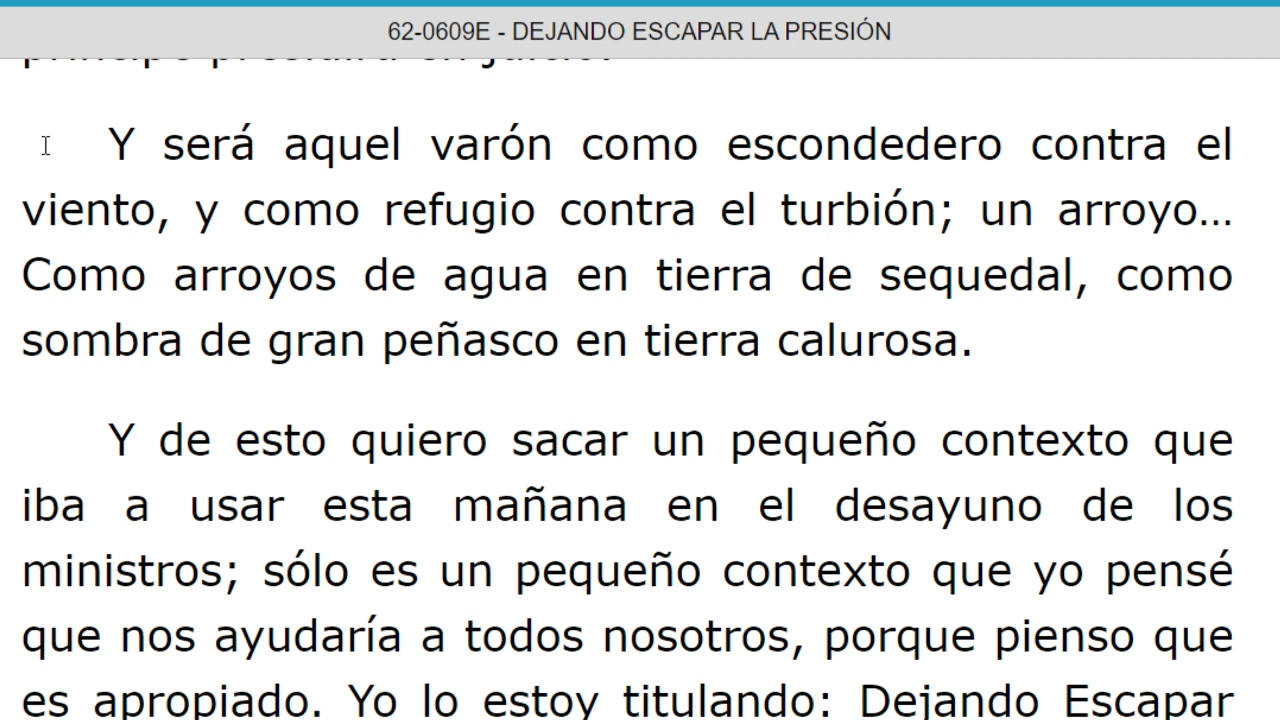 62-0609E - DEJANDO ESCAPAR LA PRESIÓN
Y será aquel varón como escondedero contra el
viento, y como refugio contra el turbión; un arroyo…
Como arroyos de agua en tierra de sequedal, como
sombra de gran peñasco en tierra calurosa.
Y de esto quiero sacar un pequeño contexto que
iba a usar esta mañana en el desayuno de los
ministros; sólo es un pequeño contexto que yo pensé
que nos ayudaría a todos nosotros, porque pienso que
es apropiado. Yo lo estoy titulando: Dejando Escapar